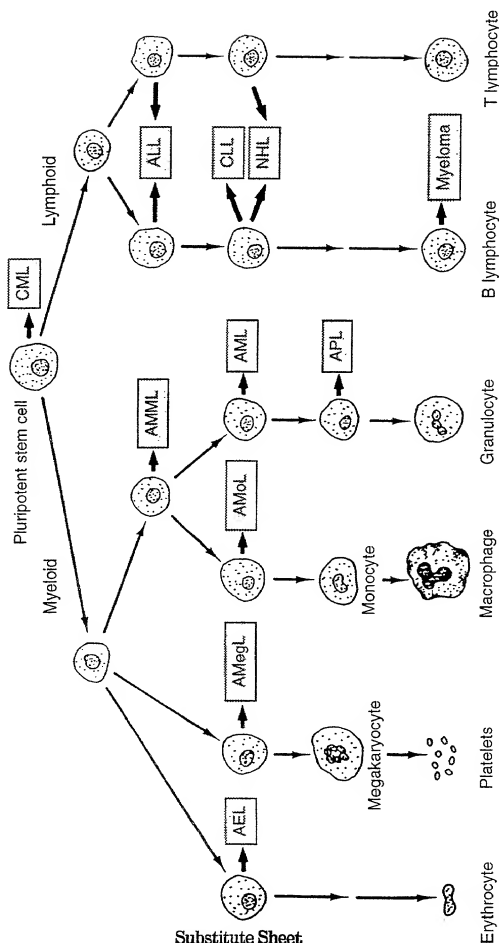 Pluripotent stem cell
CML
Myeloid
Lymphoid
AMML
ALL
AEL
AMegL
AMoL
AML
CLL
NHL
Megakaryocyte
Monocyte
APL
Myeloma
Erythrocyte
Platelets
Macrophage
Granulocyte
B lymphocyte
T lymphocyte
Substitute Sheet